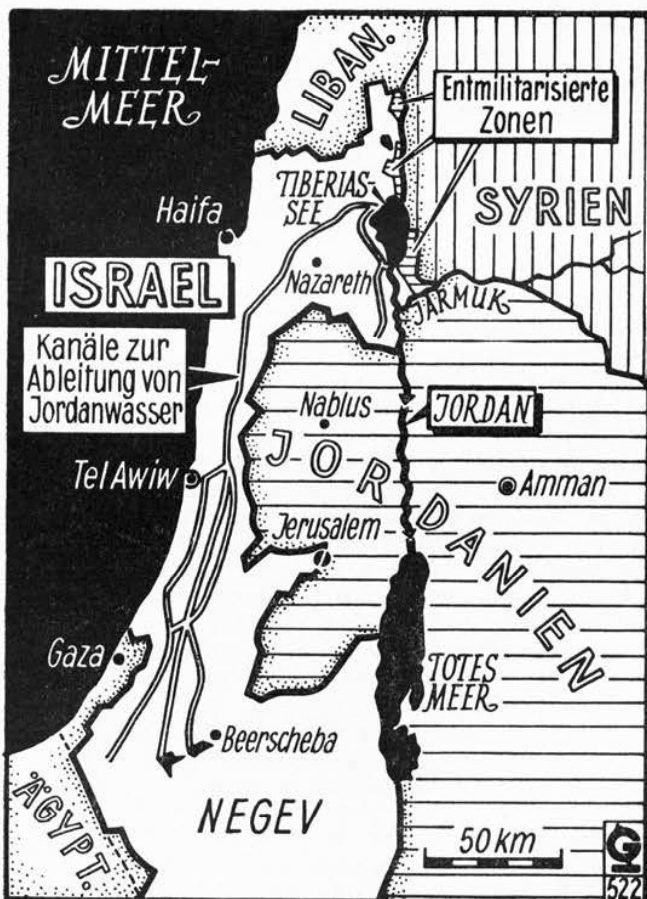 MITTEL-
MEER
LIBAN.
Entmilitarisierte
Zonen
TIBERIAS-
SEE
SYRIEN
Haifa
ISRAEL
Nazareth
JARMUK
Kanäle zur
Ableitung von
Jordanwasser
Nablus
JORDAN
Tel Awiw
JORDANIEN
Amman
Jerusalem
Gaza
TOTES
MEER
Beerscheba
ÄGYPT.
NEGEV
50 km
G
522